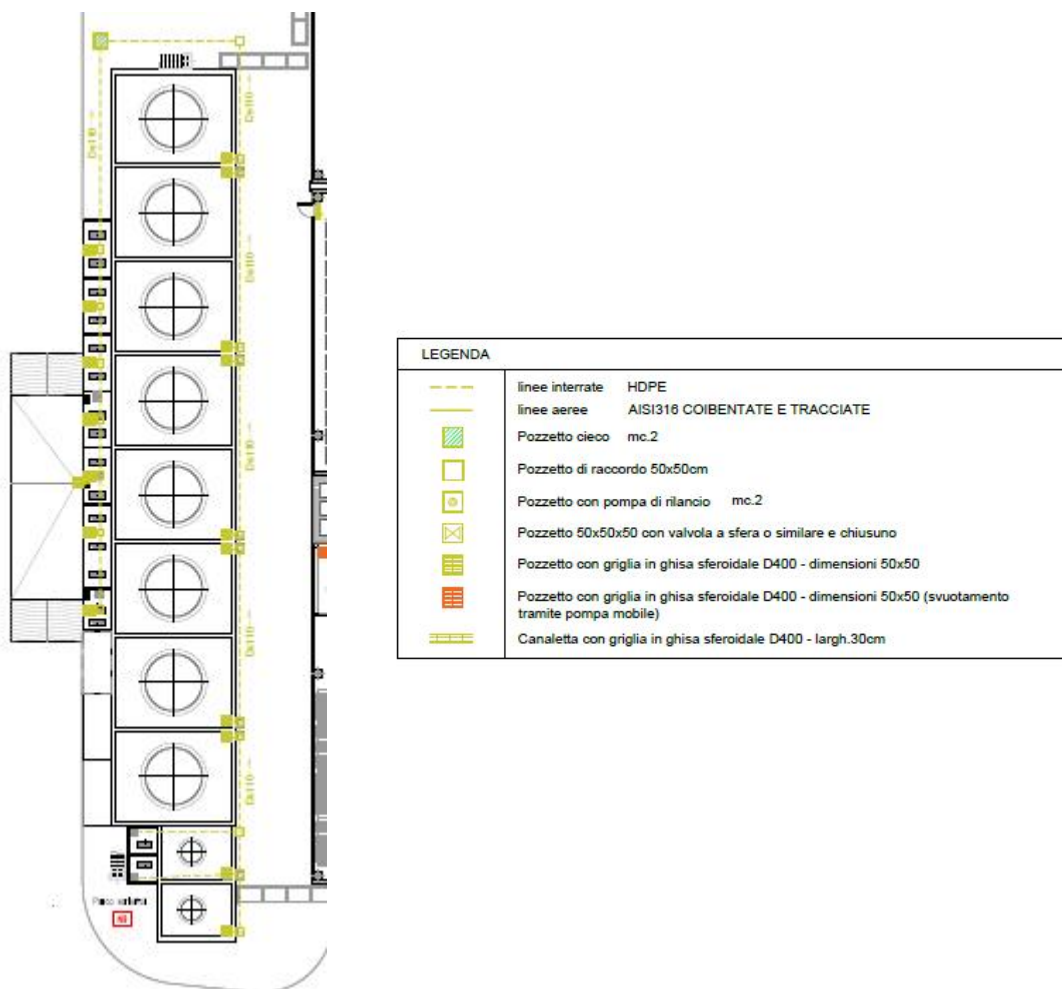 De110
De110
De110
De110
De110
De110
LEGENDA
linee interrate HDPE
linee aeree AISI316 COIBENTATE E TRACCIATE
Pozzetto cieco mc.2
Pozzetto di raccordo 50x50cm
Pozzetto con pompa di rilancio mc.2
Pozzetto 50x50x50 con valvola a sfera o similare e chiusuno
Pozzetto con griglia in ghisa sferoidale D400 - dimensioni 50x50
Pozzetto con griglia in ghisa sferoidale D400 - dimensioni 50x50 (svuotamento
tramite pompa mobile)
Canaletta con griglia in ghisa sferoidale D400 - largh.30cm